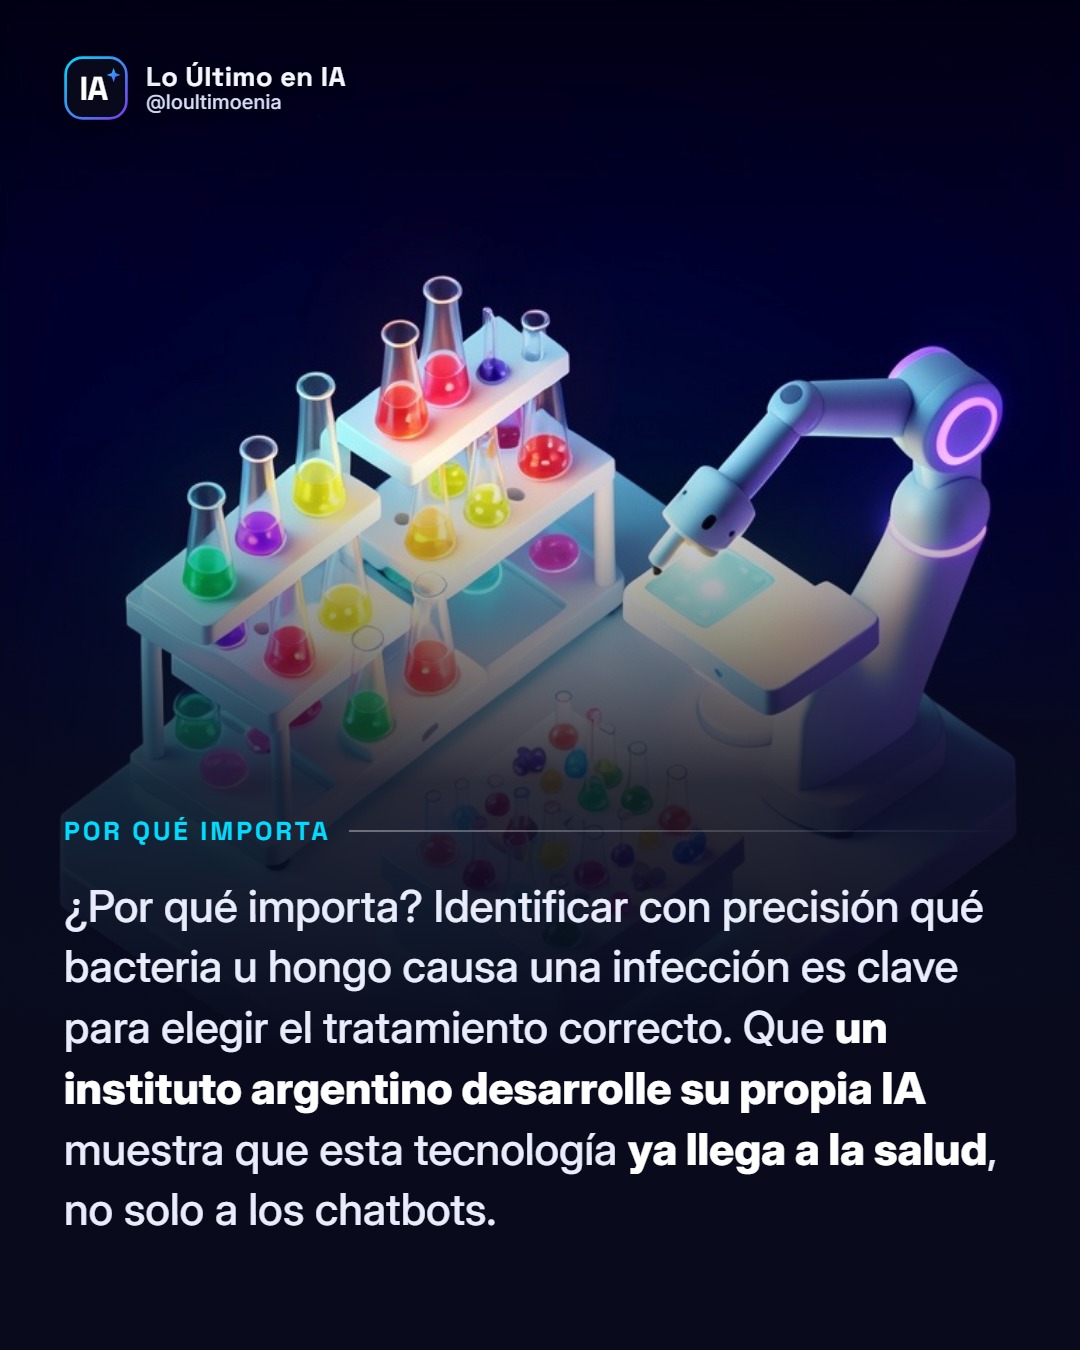 IA
Lo Último en IA
@loultimoenia
POR QUÉ IMPORTA
¿Por qué importa? Identificar con precisión qué
bacteria u hongo causa una infección es clave
para elegir el tratamiento correcto. Que un
instituto argentino desarrolle su propia IA
muestra que esta tecnología ya llega a la salud,
no solo a los chatbots.